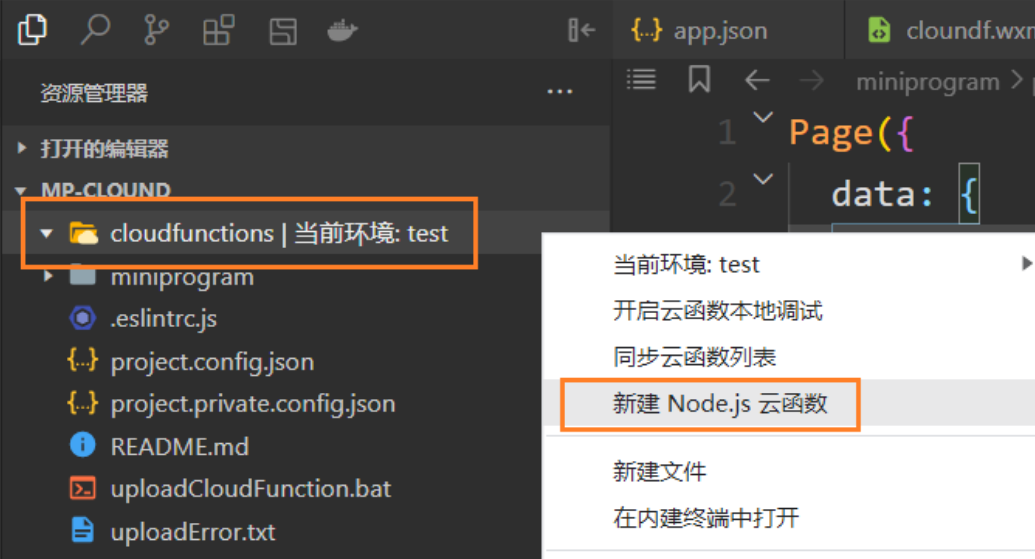 app.json
cloundf.wxm
资源管理器
...
miniprogram >
打开的编辑器
1 Page({
MP-CLOUND
2 data: {
cloudfunctions | 当前环境: test
miniprogram
.eslintrc.js
project.config.json
project.private.config.json
README.md
uploadCloudFunction.bat
uploadError.txt
当前环境: test
开启云函数本地调试
同步云函数列表
新建 Node.js 云函数
新建文件
在内建终端中打开